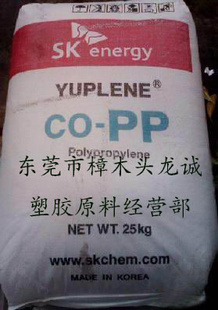 SK energy
YUPLENE®
CO-PP
Polypropylene
东莞市樟木头龙诚
塑胶原料经营部
NET WT. 25kg
www.skchem.com
MADE IN KOREA